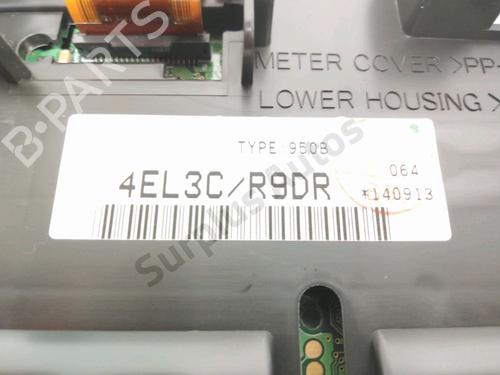 METER COVER >PP-
LOWER HOUSING >
TYPE 950B
4EL3C/R9DR
064
*140913
B-PARTS
Surplus Autos